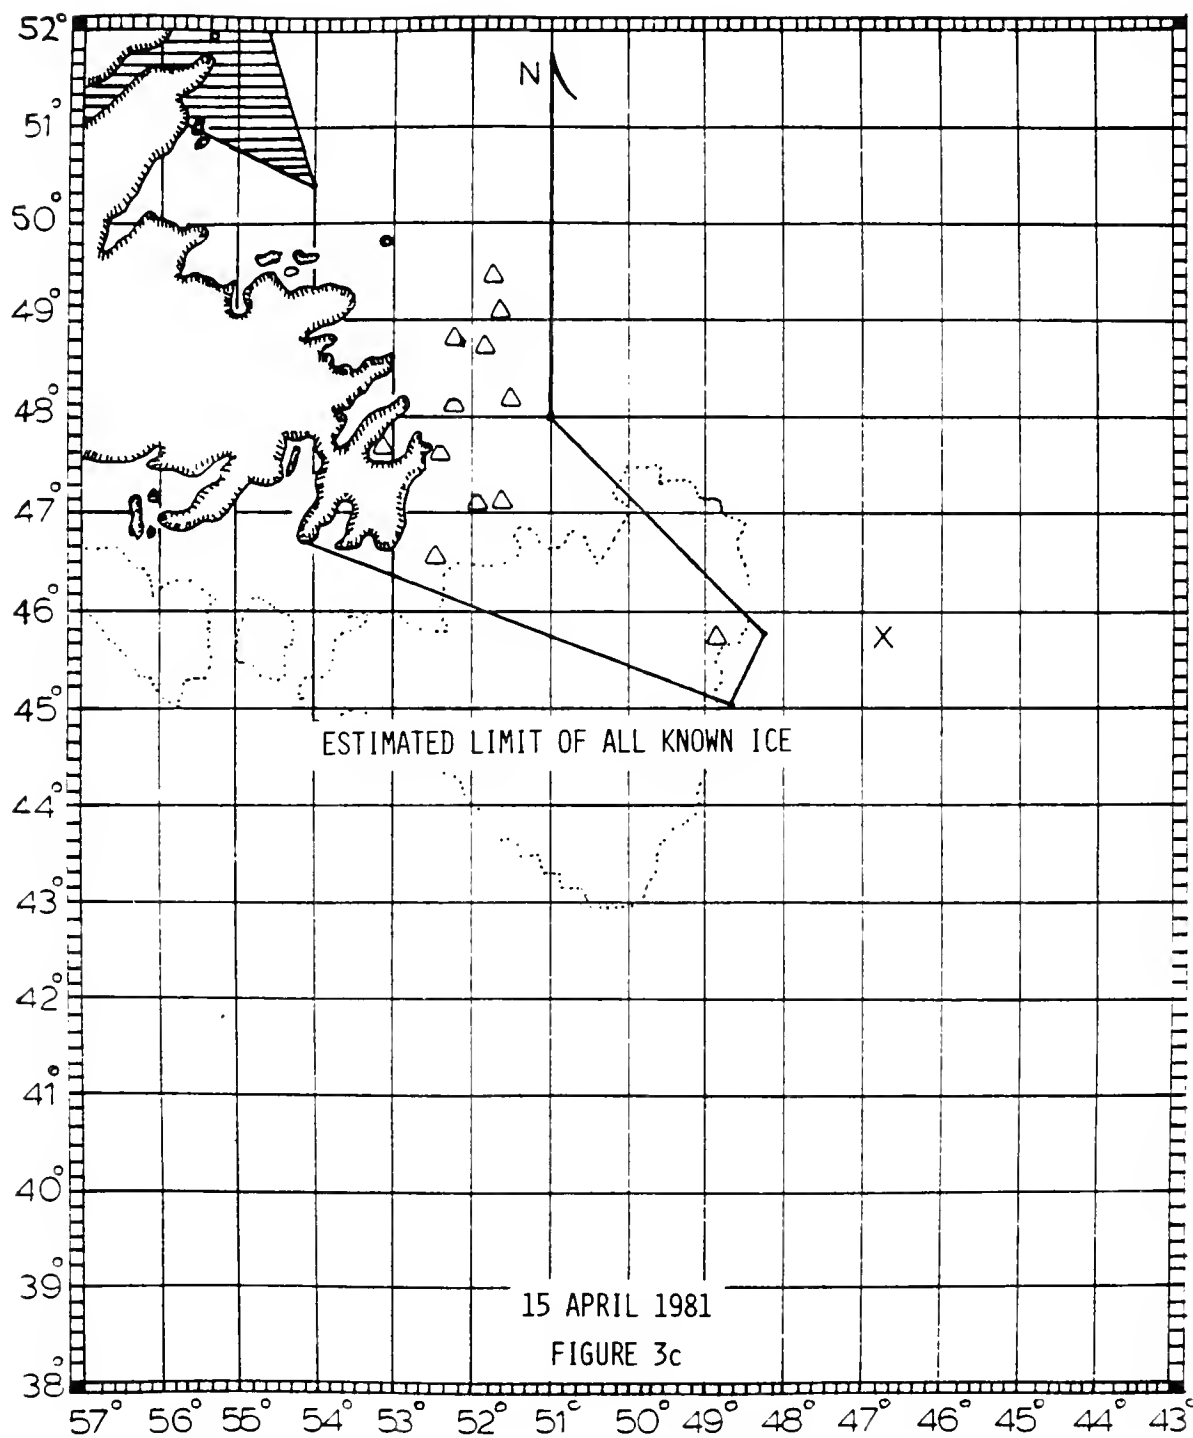 52°
N
51°
50°
49°
48°
47°
46°
X
45°
ESTIMATED LIMIT OF ALL KNOWN ICE
44°
43°
42°
41°
40°
39°
15 APRIL 1981
FIGURE 3c
38°
57° 56° 55° 54° 53° 52° 51° 50° 49° 48° 47° 46° 45° 44° 43°